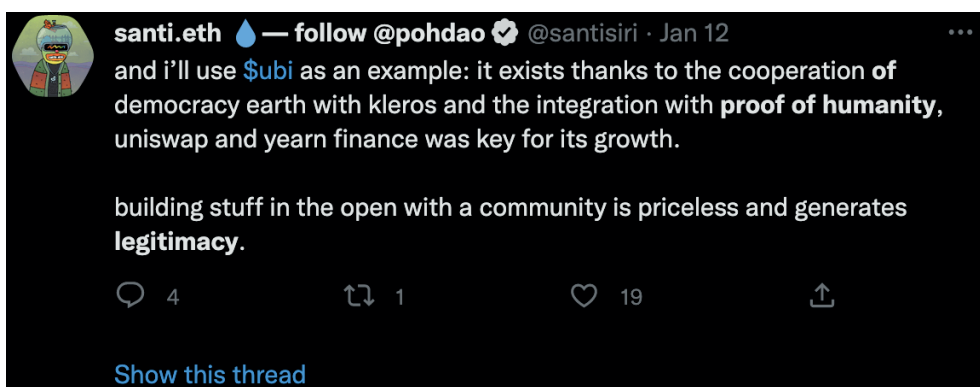 santi.eth 💧— follow @pohdao @santisiri · Jan 12
and i’ll use $ubi as an example: it exists thanks to the cooperation of
democracy earth with kleros and the integration with proof of humanity,
uniswap and yearn finance was key for its growth.
building stuff in the open with a community is priceless and generates
legitimacy.
4 1 19
Show this thread